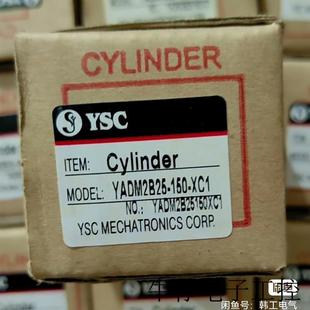 CYLINDER
YSC
ITEM: Cylinder
MODEL: YADM2B25-150-XC1
NO.: YADM2B25150XC1
YSC MECHATRONICS CORP.
闲鱼号：韩工电气